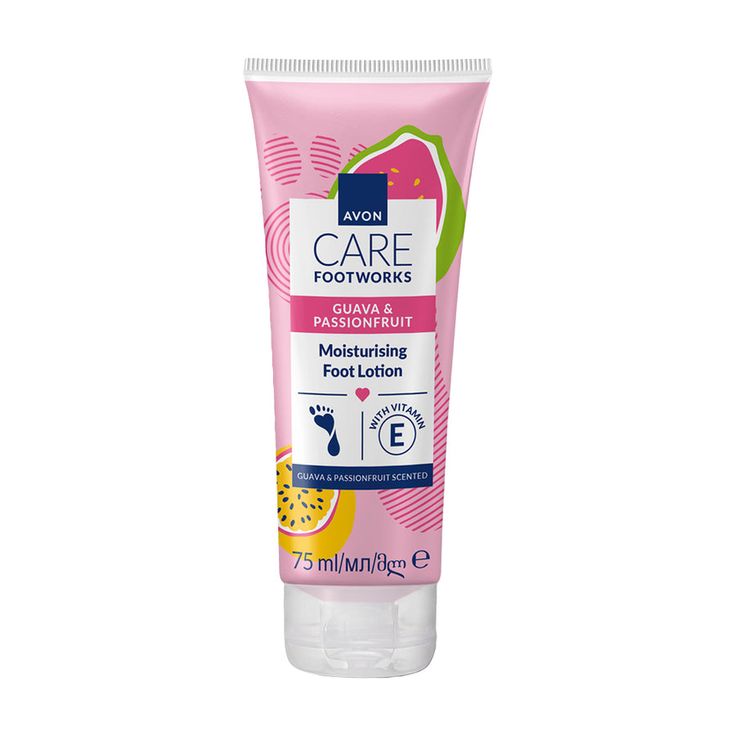 AVON
CARE
FOOTWORKS
GUAVA &
PASSIONFRUIT
Moisturising
Foot Lotion
WITH VITAMIN
E
GUAVA & PASSIONFRUIT SCENTED
75 ml/мл/მლ ℮